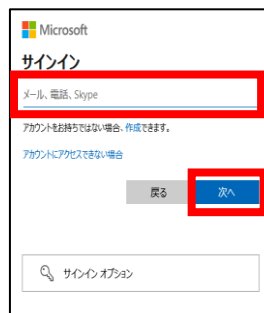 Microsoft
サインイン
メール、電話、Skype
アカウントをお持ちではない場合、作成できます。
アカウントにアクセスできない場合
戻る
次へ
サインイン オプション